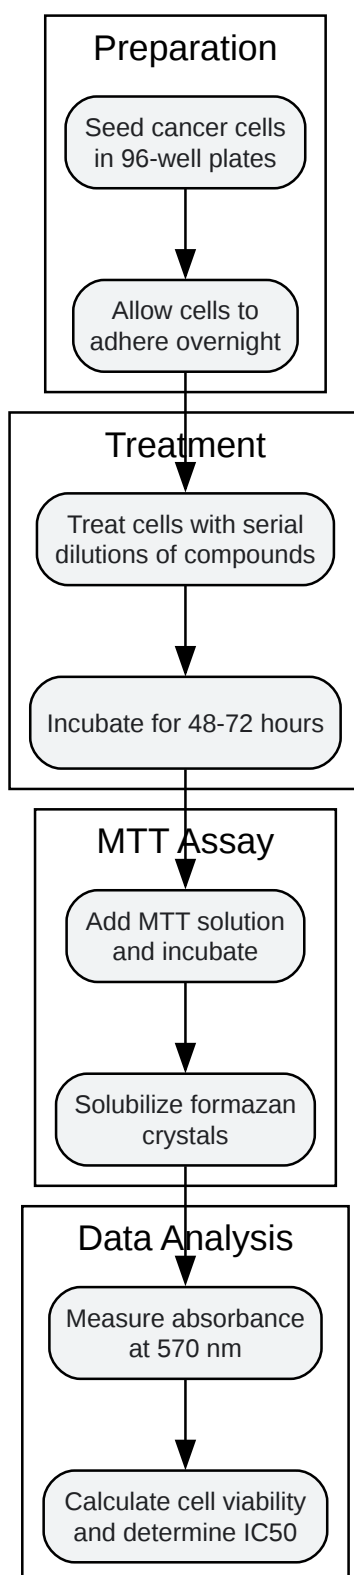 Preparation
Seed cancer cells
in 96-well plates
Allow cells to
adhere overnight
Treatment
Treat cells with serial
dilutions of compounds
Incubate for 48-72 hours
MTT Assay
Add MTT solution
and incubate
Solubilize formazan
crystals
Data Analysis
Measure absorbance
at 570 nm
Calculate cell viability
and determine IC50